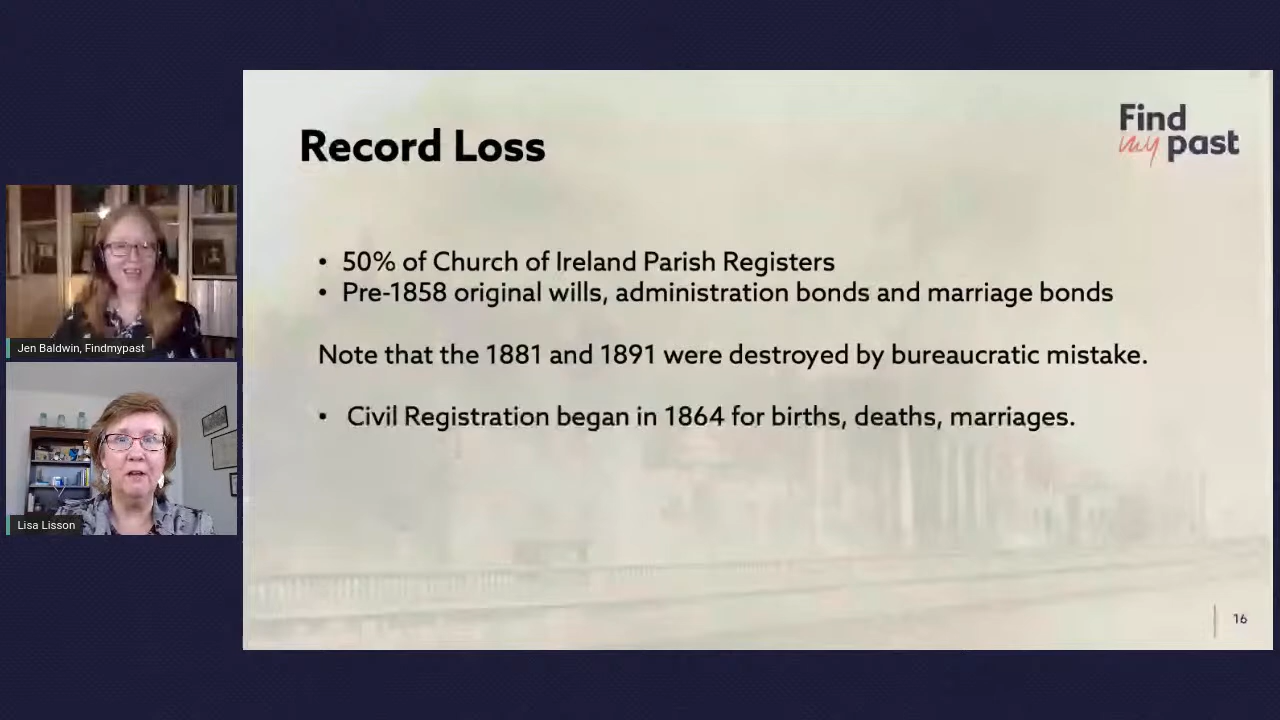 Record Loss
Find
my past
• 50% of Church of Ireland Parish Registers
• Pre-1858 original wills, administration bonds and marriage bonds
Note that the 1881 and 1891 were destroyed by bureaucratic mistake.
• Civil Registration began in 1864 for births, deaths, marriages.
Jen Baldwin, Findmypast
Lisa Lisson
16